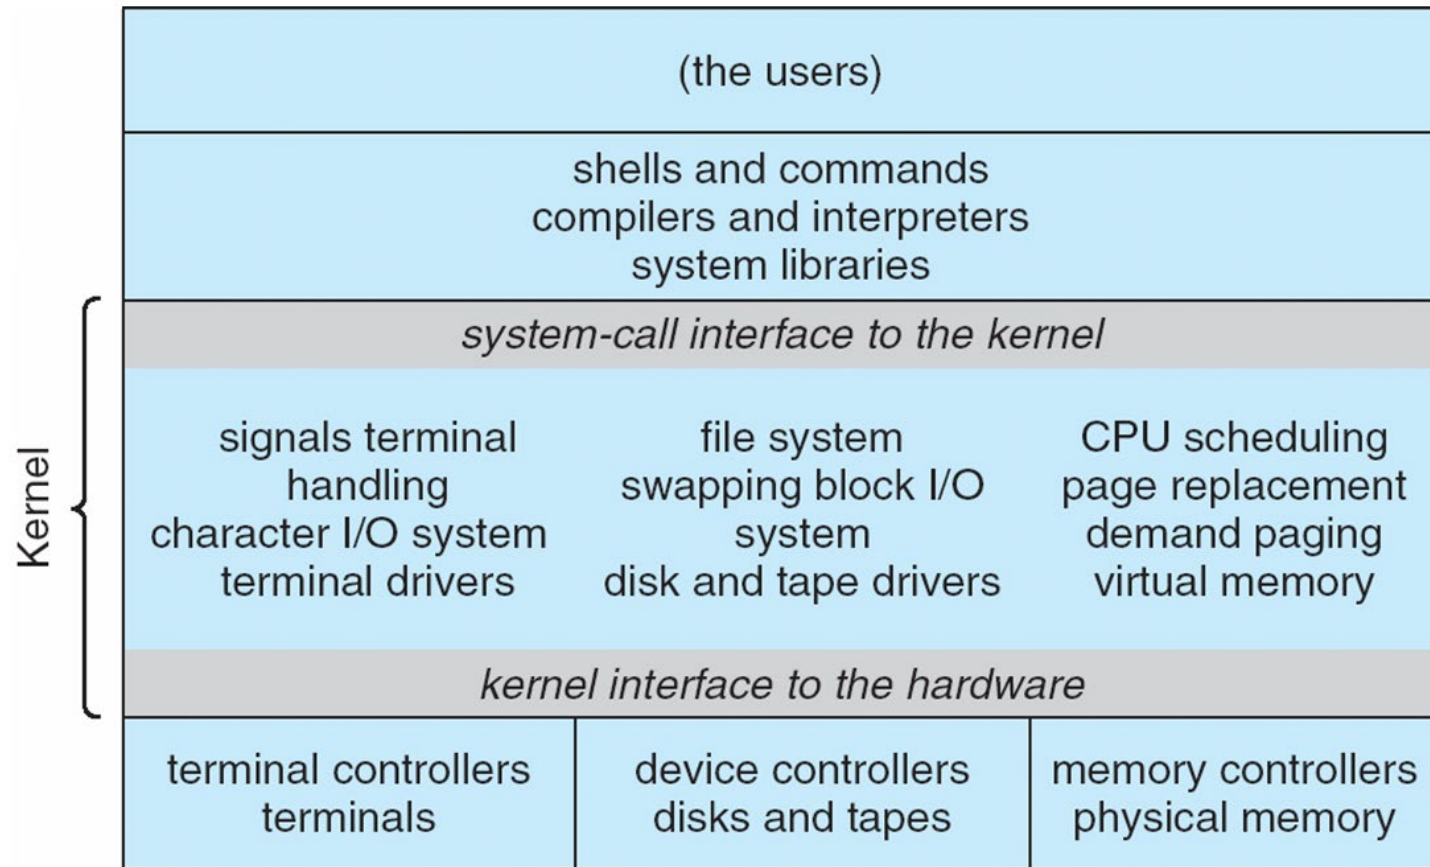 (the users)
shells and commands
compilers and interpreters
system libraries
system-call interface to the kernel
Kernel
signals terminal
handling
character I/O system
terminal drivers
file system
swapping block I/O
system
disk and tape drivers
CPU scheduling
page replacement
demand paging
virtual memory
kernel interface to the hardware
terminal controllers
terminals
device controllers
disks and tapes
memory controllers
physical memory